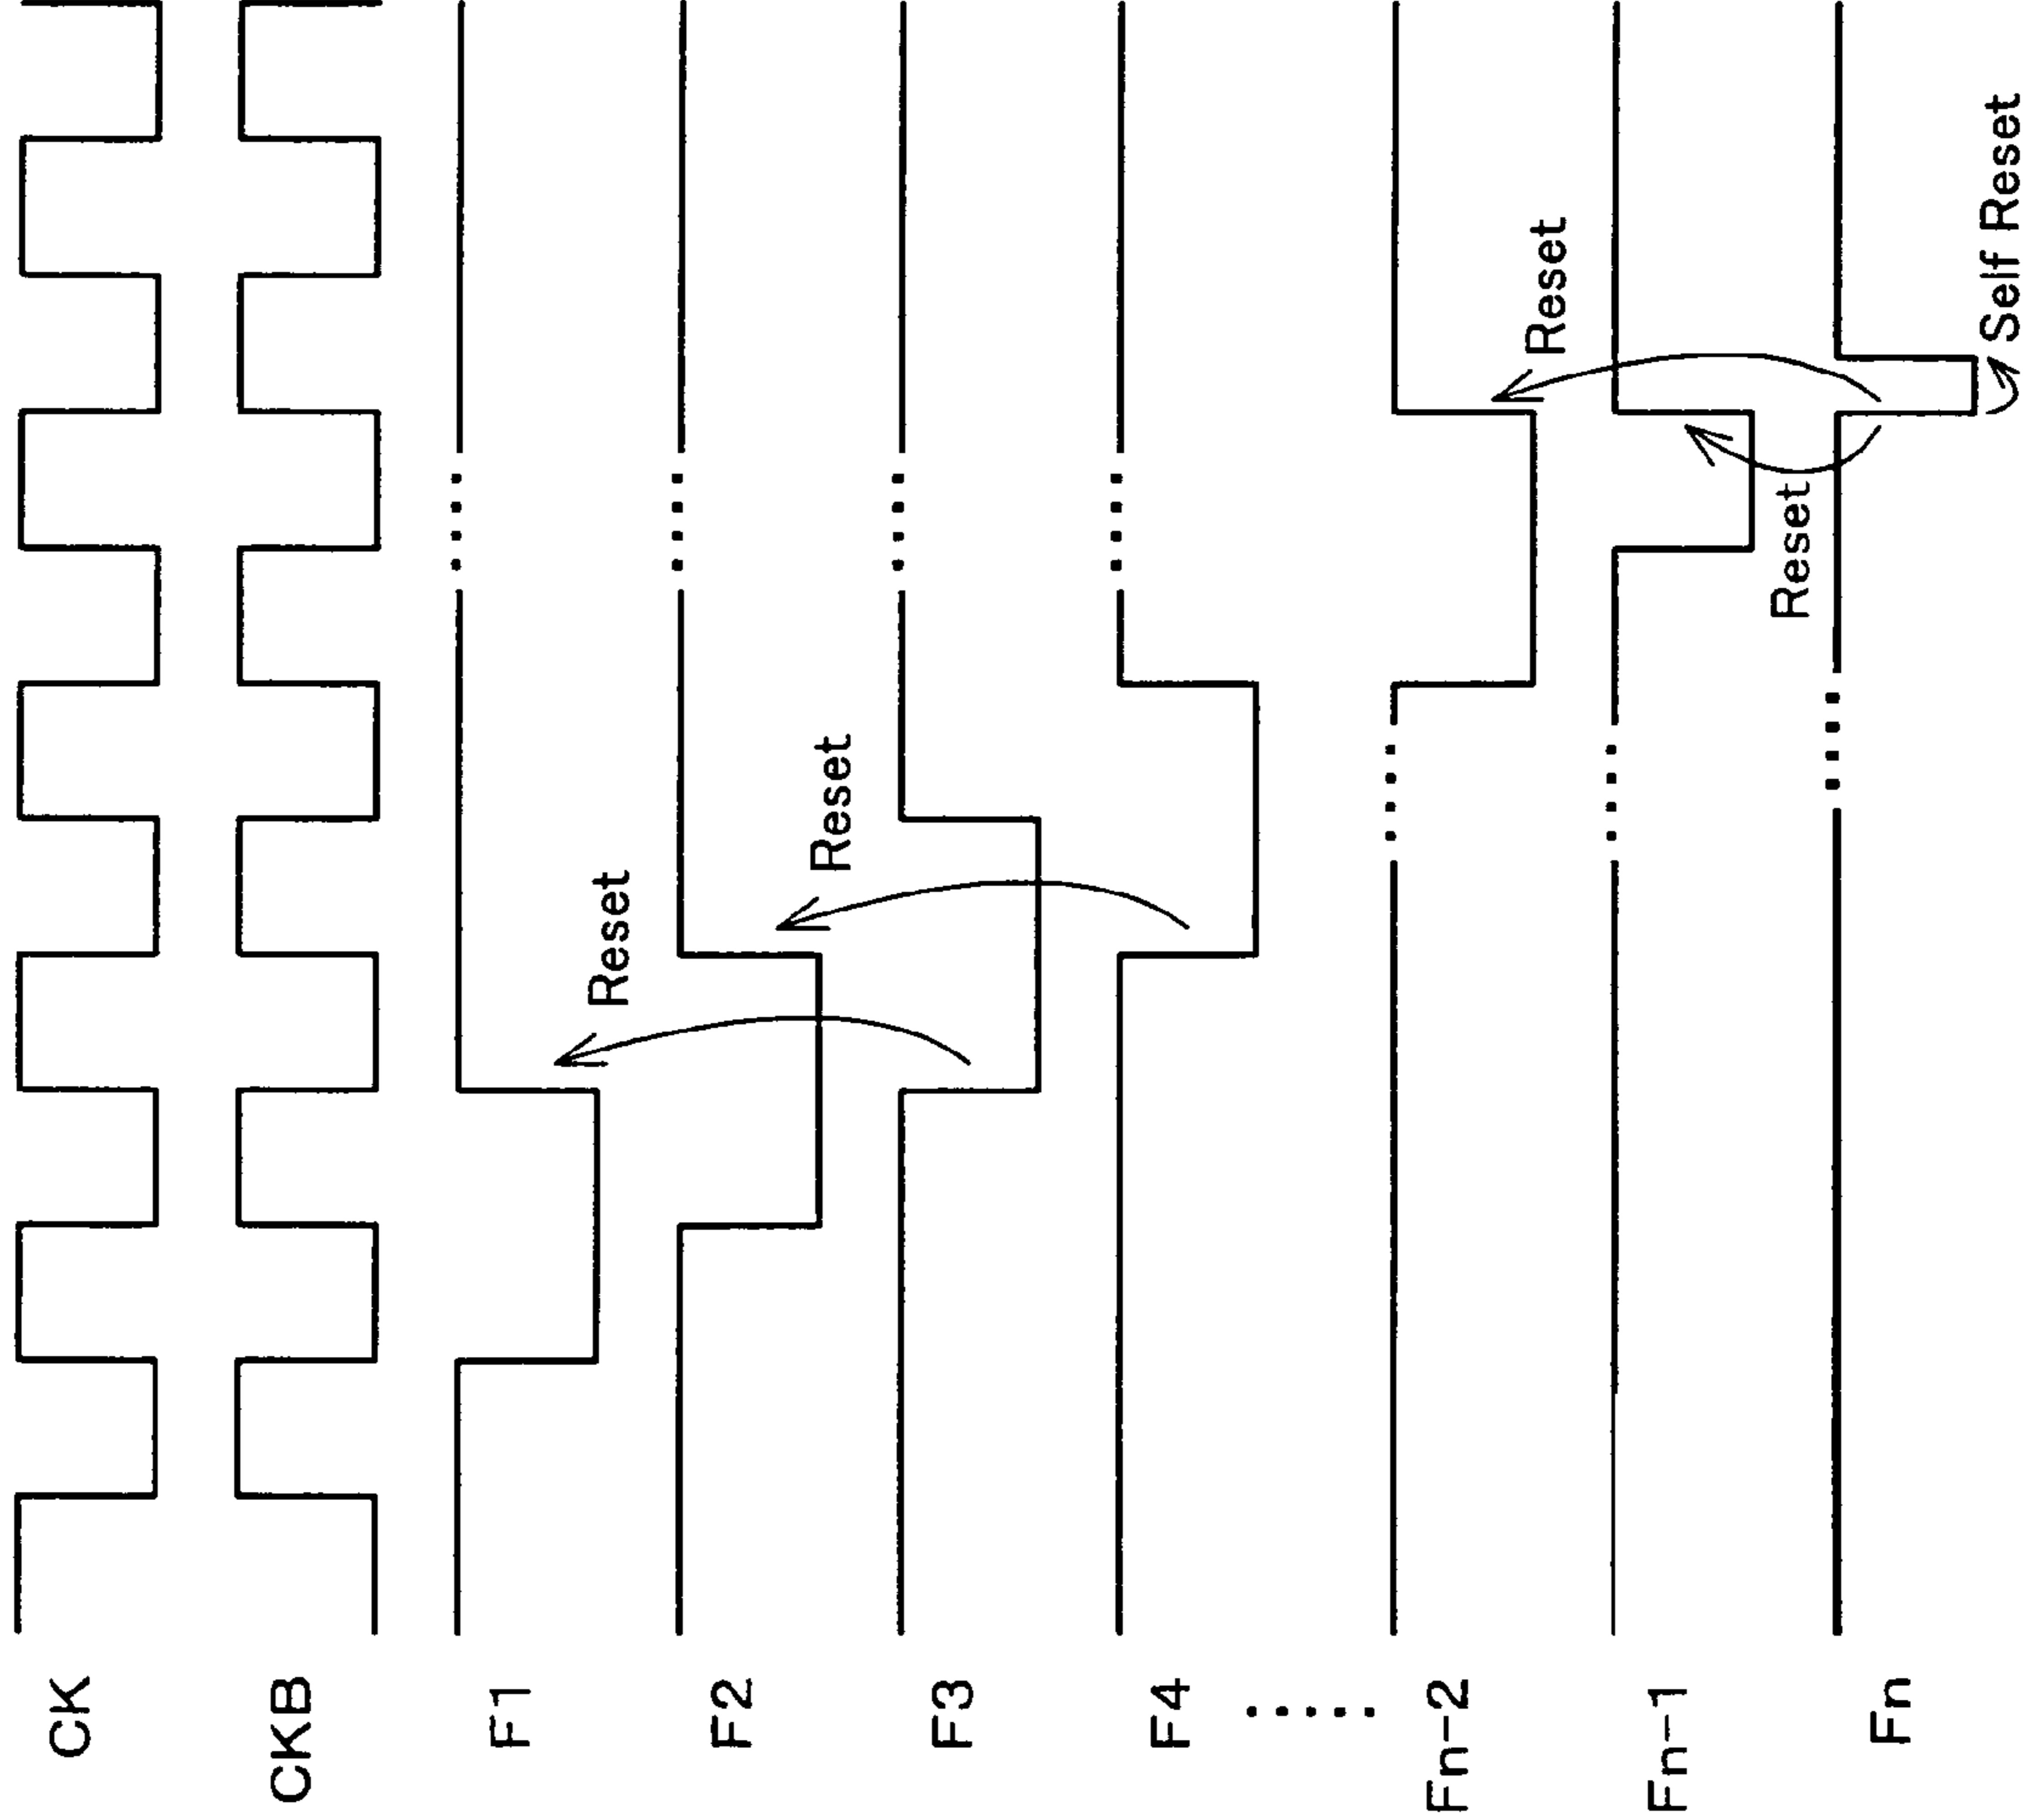 CK
CKB
F1
Reset
F2
Reset
F3
F4
.....
Fn-2
Reset
Fn-1
Reset
Fn
Self Reset